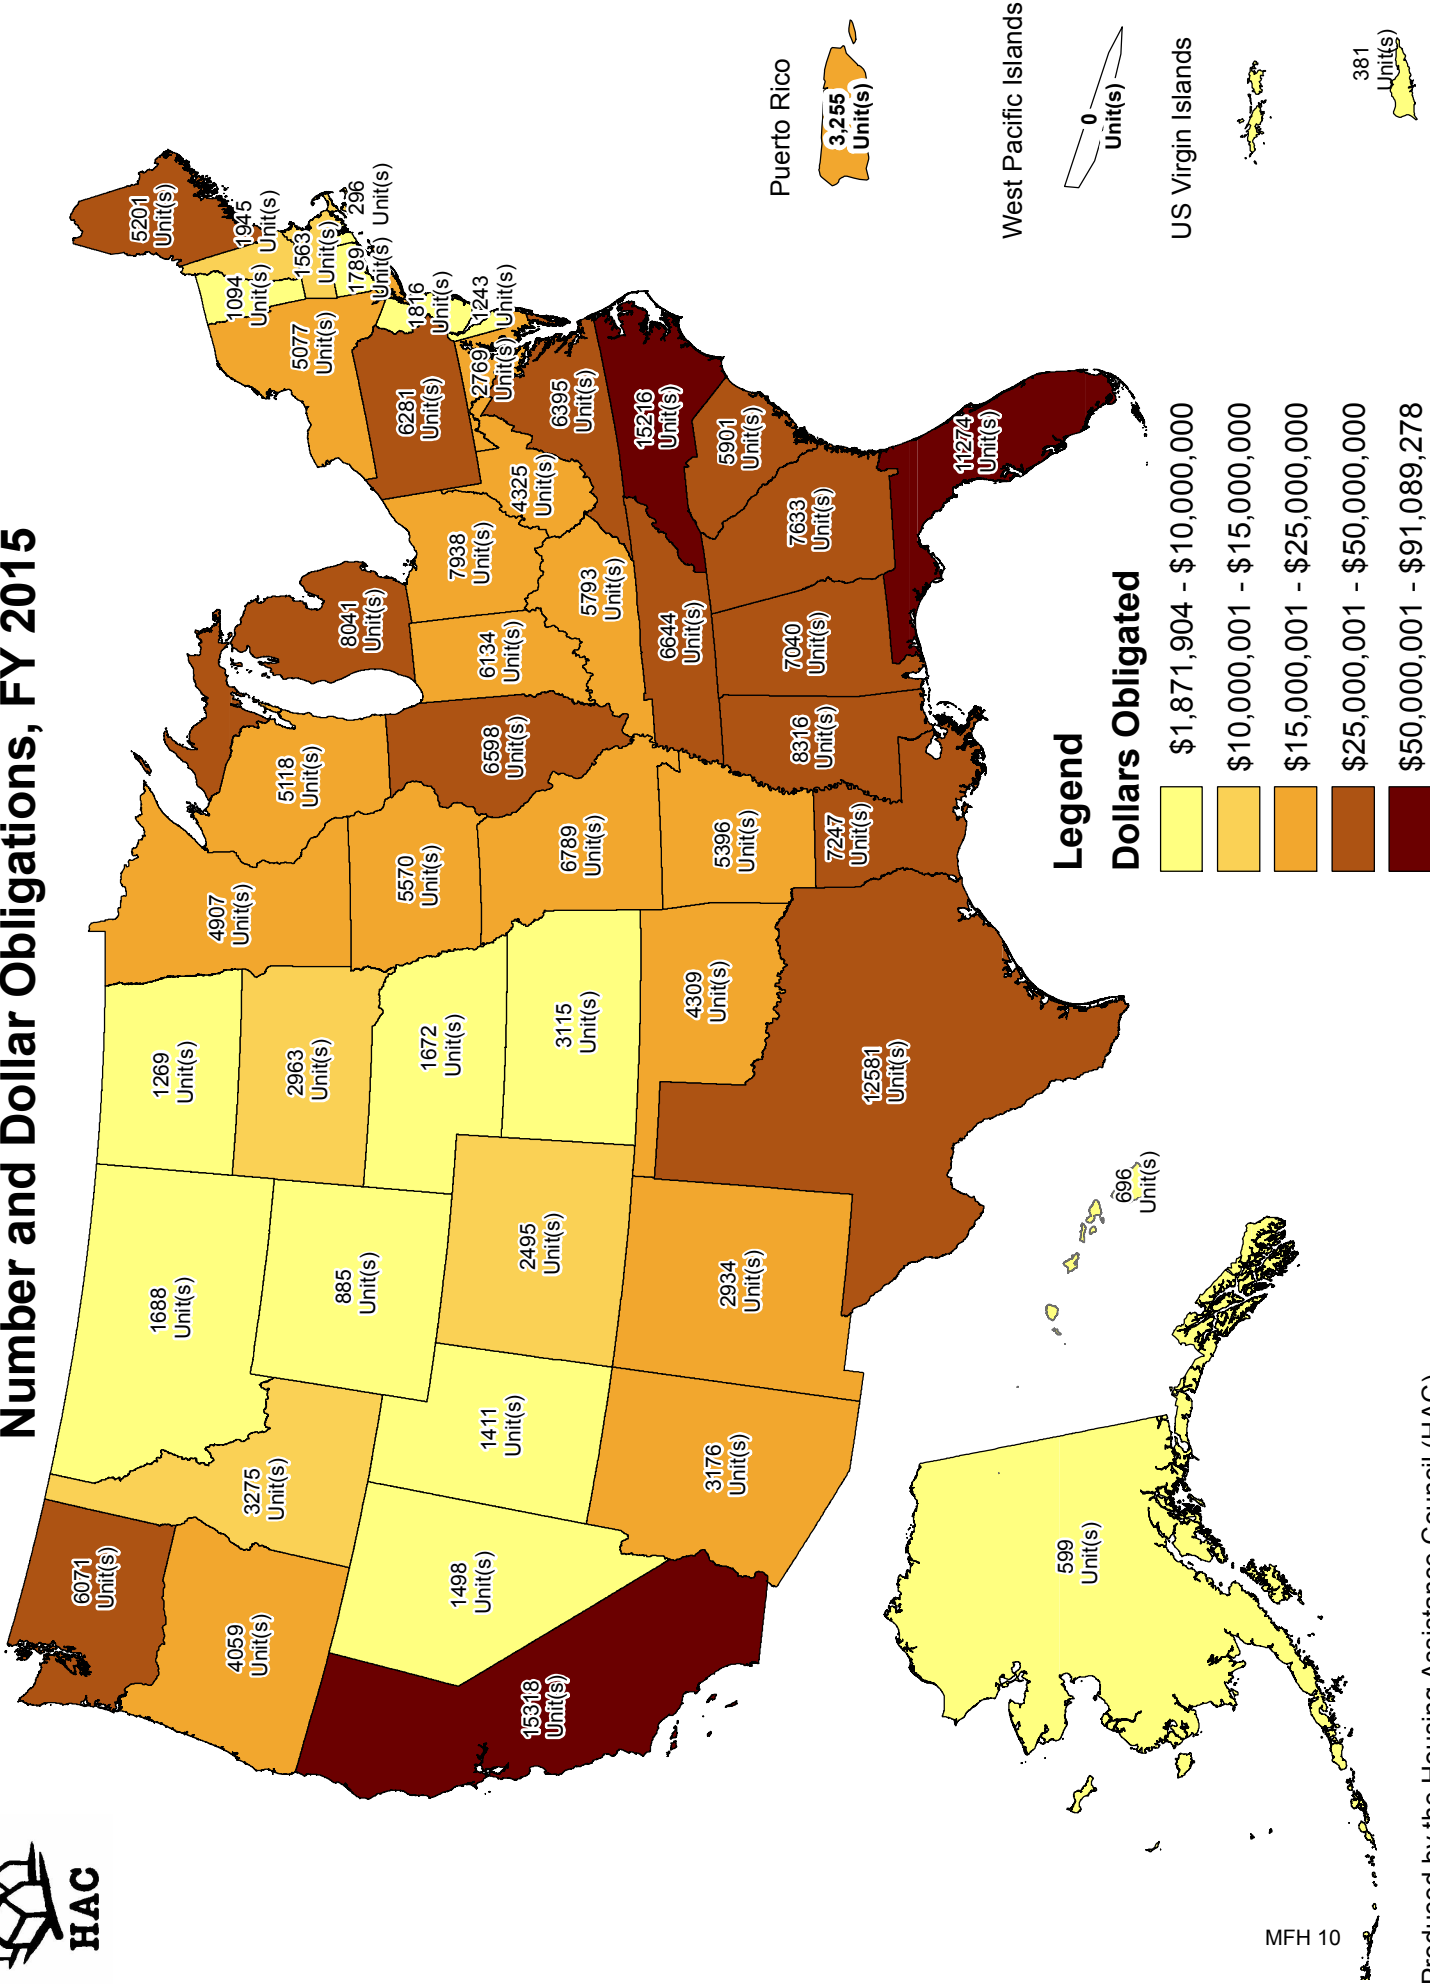 Number and Dollar Obligations, FY 2015
HAC
6071
Unit(s)
4059
Unit(s)
15318
Unit(s)
1498
Unit(s)
3275
Unit(s)
1688
Unit(s)
885
Unit(s)
1411
Unit(s)
2495
Unit(s)
3176
Unit(s)
2934
Unit(s)
1269
Unit(s)
2963
Unit(s)
1672
Unit(s)
3115
Unit(s)
4309
Unit(s)
12581
Unit(s)
4907
Unit(s)
5570
Unit(s)
6789
Unit(s)
5396
Unit(s)
7247
Unit(s)
5118
Unit(s)
6598
Unit(s)
8041
Unit(s)
6134
Unit(s)
7938
Unit(s)
5793
Unit(s)
6644
Unit(s)
8316
Unit(s)
7040
Unit(s)
7633
Unit(s)
11274
Unit(s)
5901
Unit(s)
15216
Unit(s)
6395
Unit(s)
4325
Unit(s)
2769
Unit(s)
1243
Unit(s)
1816
Unit(s)
6281
Unit(s)
5077
Unit(s)
1094
Unit(s)
1945
Unit(s)
5201
Unit(s)
1563
Unit(s)
1789
Unit(s)
296
Unit(s)
599
Unit(s)
696
Unit(s)
Puerto Rico
3,255
Unit(s)
West Pacific Islands
0
Unit(s)
US Virgin Islands
381
Unit(s)
Legend
Dollars Obligated
$1,871,904 - $10,000,000
$10,000,001 - $15,000,000
$15,000,001 - $25,000,000
$25,000,001 - $50,000,000
$50,000,001 - $91,089,278
Produced by the Housing Assistance Council (HAC)
MFH 10